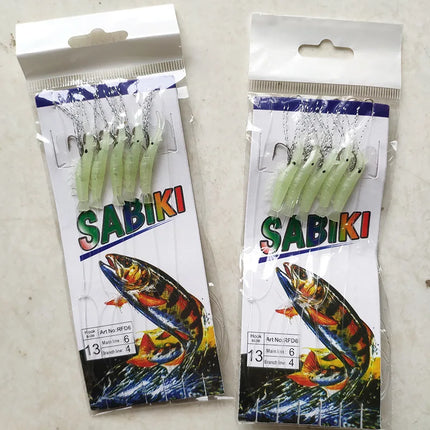 SABIKI
Hook size
13
Art No:RFD6
Main line: 6
Branch line: 4
SABIKI
Hook size
13
Art No:RFD6
Main line: 6
Branch line: 4